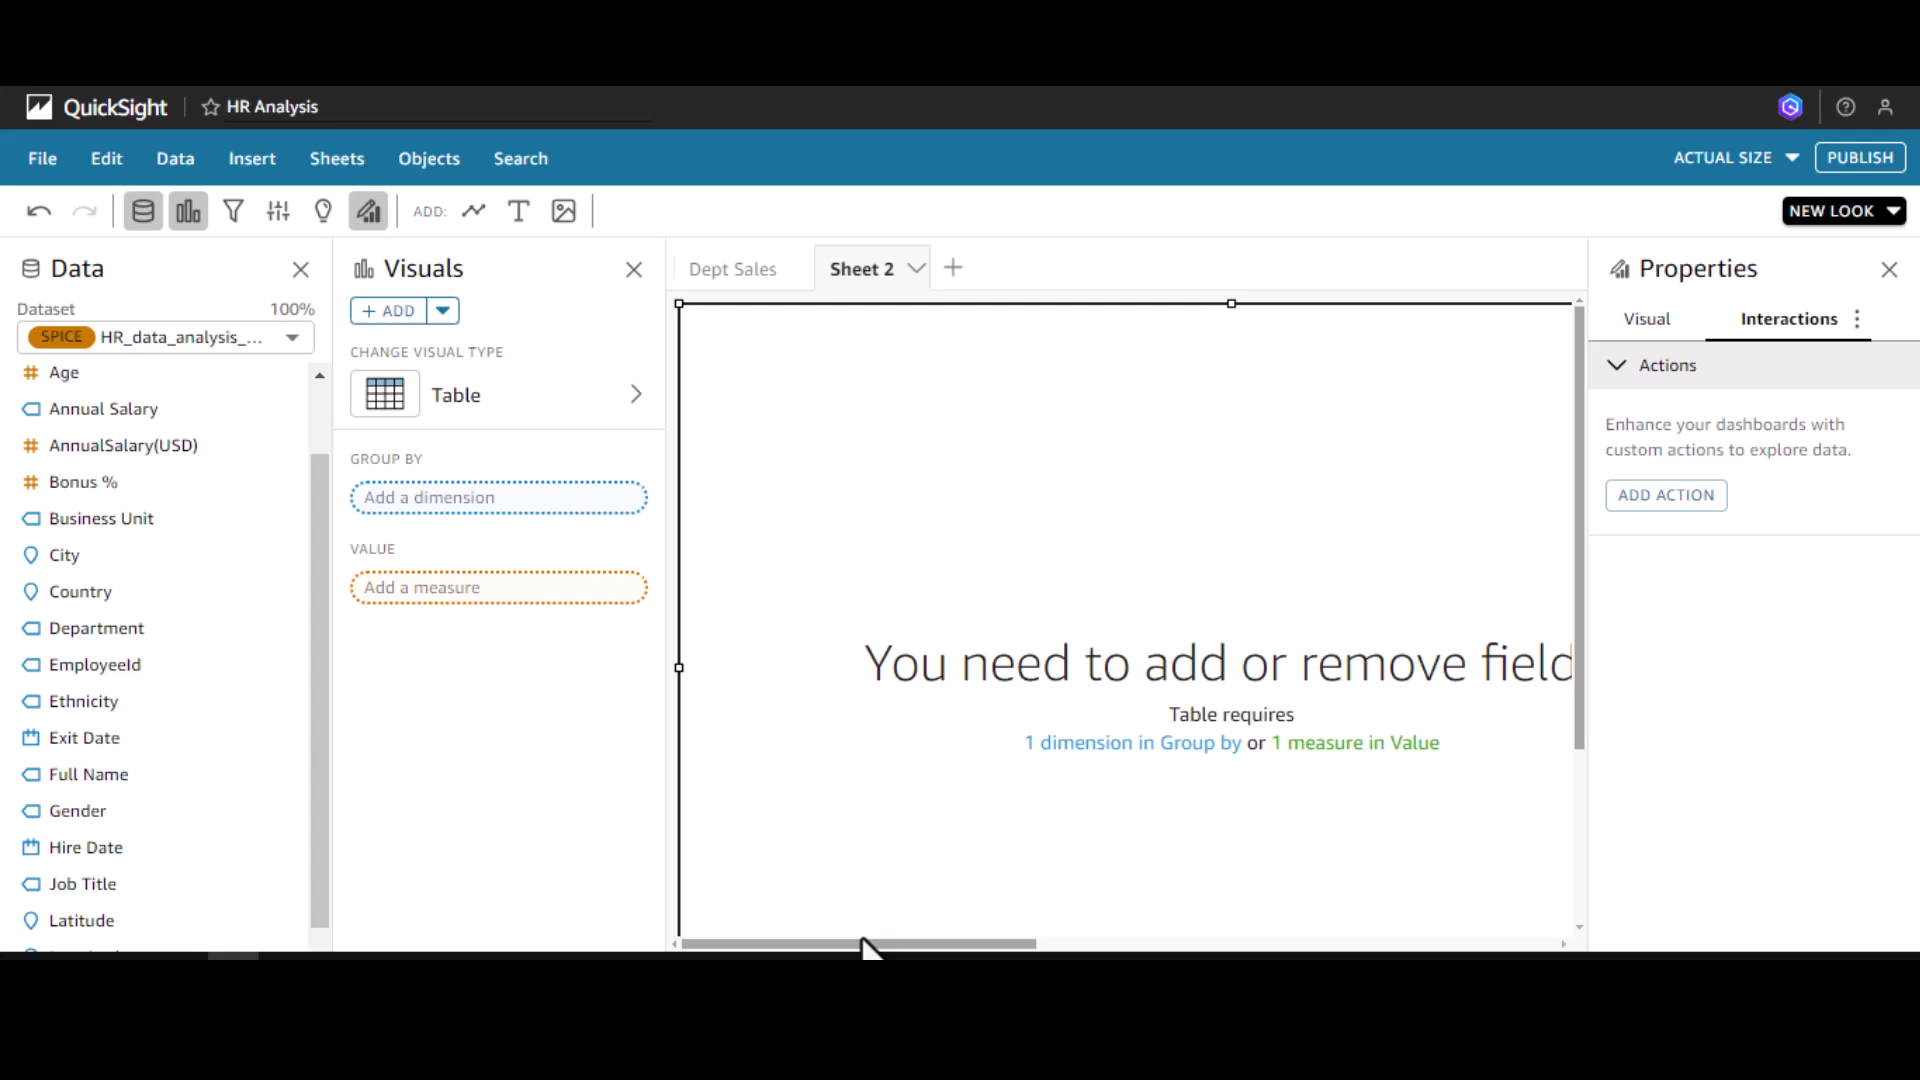 QuickSight
HR Analysis
File Edit Data Insert Sheets Objects Search
ACTUAL SIZE
PUBLISH
ADD:
NEW LOOK
Data
Dataset 100%
SPICE HR_data_analysis_...
Age
Annual Salary
AnnualSalary(USD)
Bonus %
Business Unit
City
Country
Department
EmployeeId
Ethnicity
Exit Date
Full Name
Gender
Hire Date
Job Title
Latitude
Visuals
+ ADD
CHANGE VISUAL TYPE
Table
GROUP BY
Add a dimension
VALUE
Add a measure
Dept Sales
Sheet 2
You need to add or remove field
Table requires
1 dimension in Group by or 1 measure in Value
Properties
Visual
Interactions
Actions
Enhance your dashboards with
custom actions to explore data.
ADD ACTION